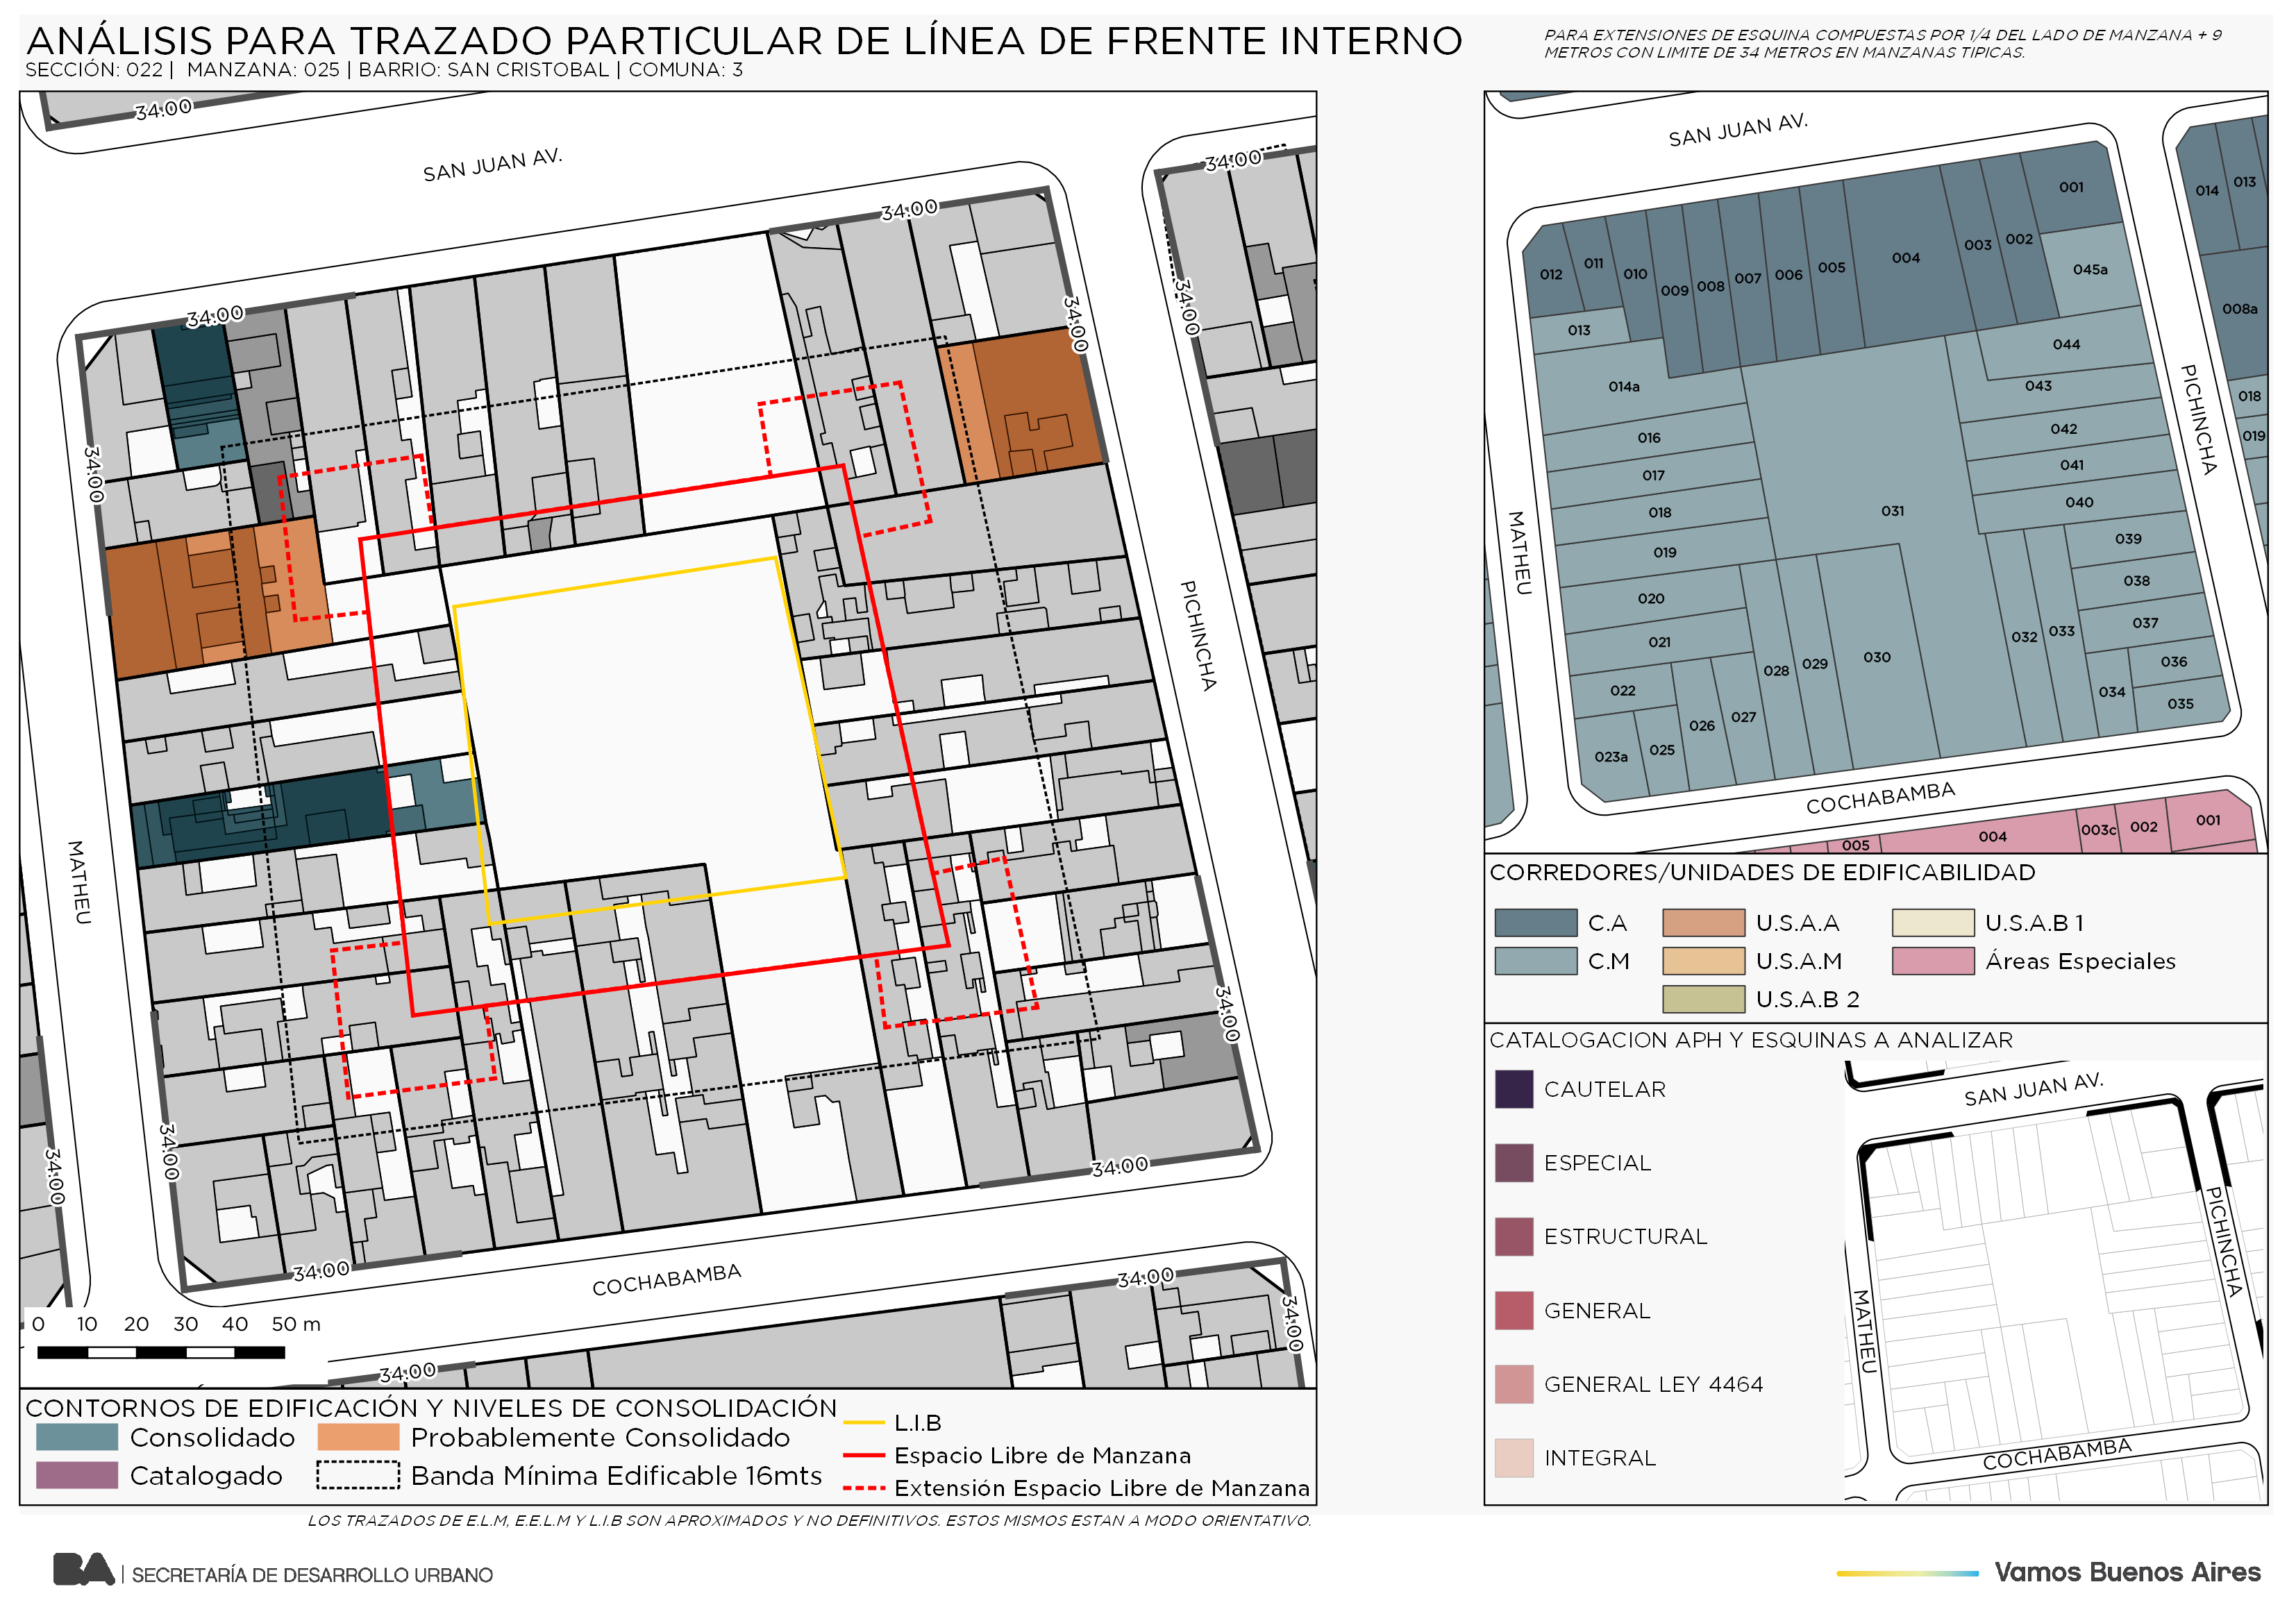 ANÁLISIS PARA TRAZADO PARTICULAR DE LÍNEA DE FRENTE INTERNO
SECCIÓN: 022 | MANZANA: 025 | BARRIO: SAN CRISTOBAL | COMUNA: 3
PARA EXTENSIONES DE ESQUINA COMPUESTAS POR 1/4 DEL LADO DE MANZANA + 9
METROS CON LIMITE DE 34 METROS EN MANZANAS TIPICAS.
34:00
SAN JUAN AV.
34:00
34:00
34:00
34:00
34:00
34:00
34:00
PICHINCHA
MATHEU
34:00
34:00
34:00
34:00
34:00
COCHABAMBA
34:00
34:00
34:00
0 10 20 30 40 50 m
CONTORNOS DE EDIFICACIÓN Y NIVELES DE CONSOLIDACIÓN
Consolidado
Probablemente Consolidado
Catalogado
Banda Mínima Edificable 16mts
L.I.B
Espacio Libre de Manzana
Extensión Espacio Libre de Manzana
SAN JUAN AV.
001
014
013
012
011
010
009
008
007
006
005
004
003
002
045a
008a
013
014a
044
043
018
016
042
019
017
041
018
031
040
019
039
020
038
021
032
033
037
028
029
030
036
022
034
035
026
027
023a
025
PICHINCHA
MATHEU
COCHABAMBA
005
004
003c
002
001
CORREDORES/UNIDADES DE EDIFICABILIDAD
C.A
U.S.A.A
U.S.A.B 1
C.M
U.S.A.M
Áreas Especiales
U.S.A.B 2
CATALOGACION APH Y ESQUINAS A ANALIZAR
CAUTELAR
ESPECIAL
ESTRUCTURAL
GENERAL
GENERAL LEY 4464
INTEGRAL
SAN JUAN AV.
PICHINCHA
MATHEU
COCHABAMBA
LOS TRAZADOS DE E.L.M, E.E.L.M Y L.I.B SON APROXIMADOS Y NO DEFINITIVOS. ESTOS MISMOS ESTAN A MODO ORIENTATIVO.
BA | SECRETARÍA DE DESARROLLO URBANO
Vamos Buenos Aires